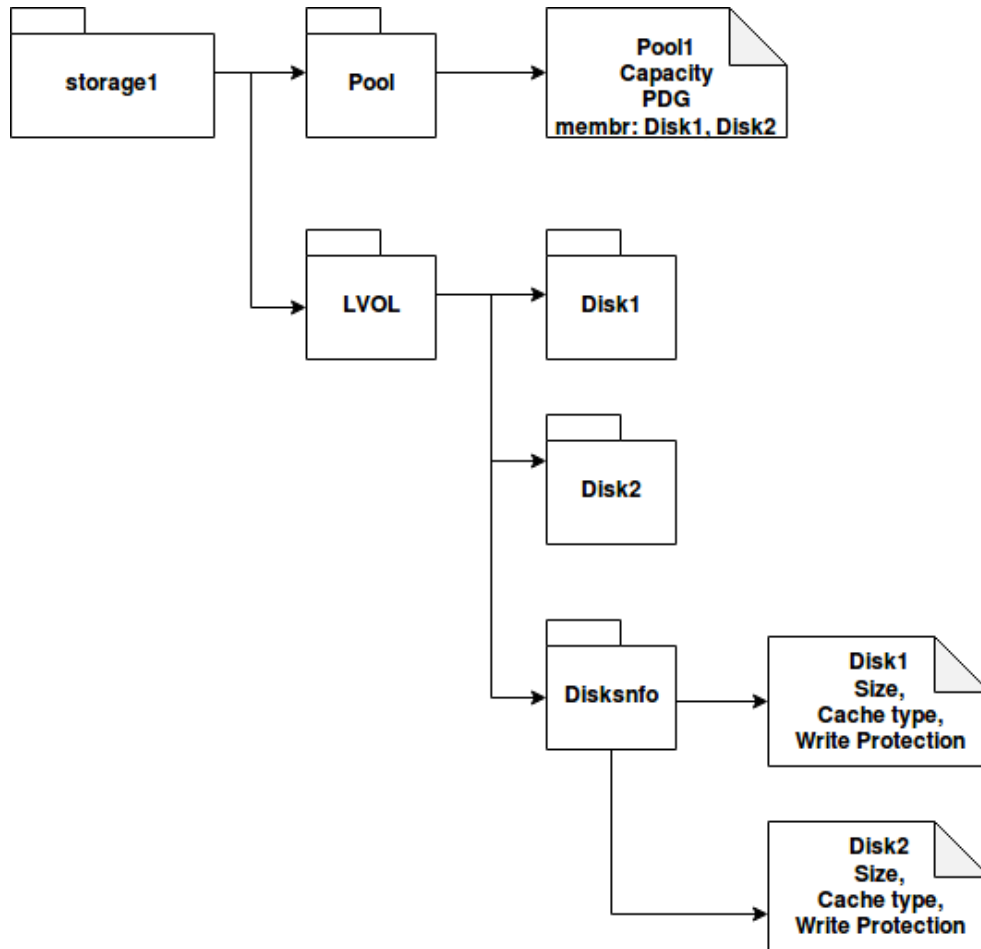 storage1
Pool
Pool1
Capacity
PDG
membr: Disk1, Disk2
LVOL
Disk1
Disk2
Disksnfo
Disk1
Size,
Cache type,
Write Protection
Disk2
Size,
Cache type,
Write Protection